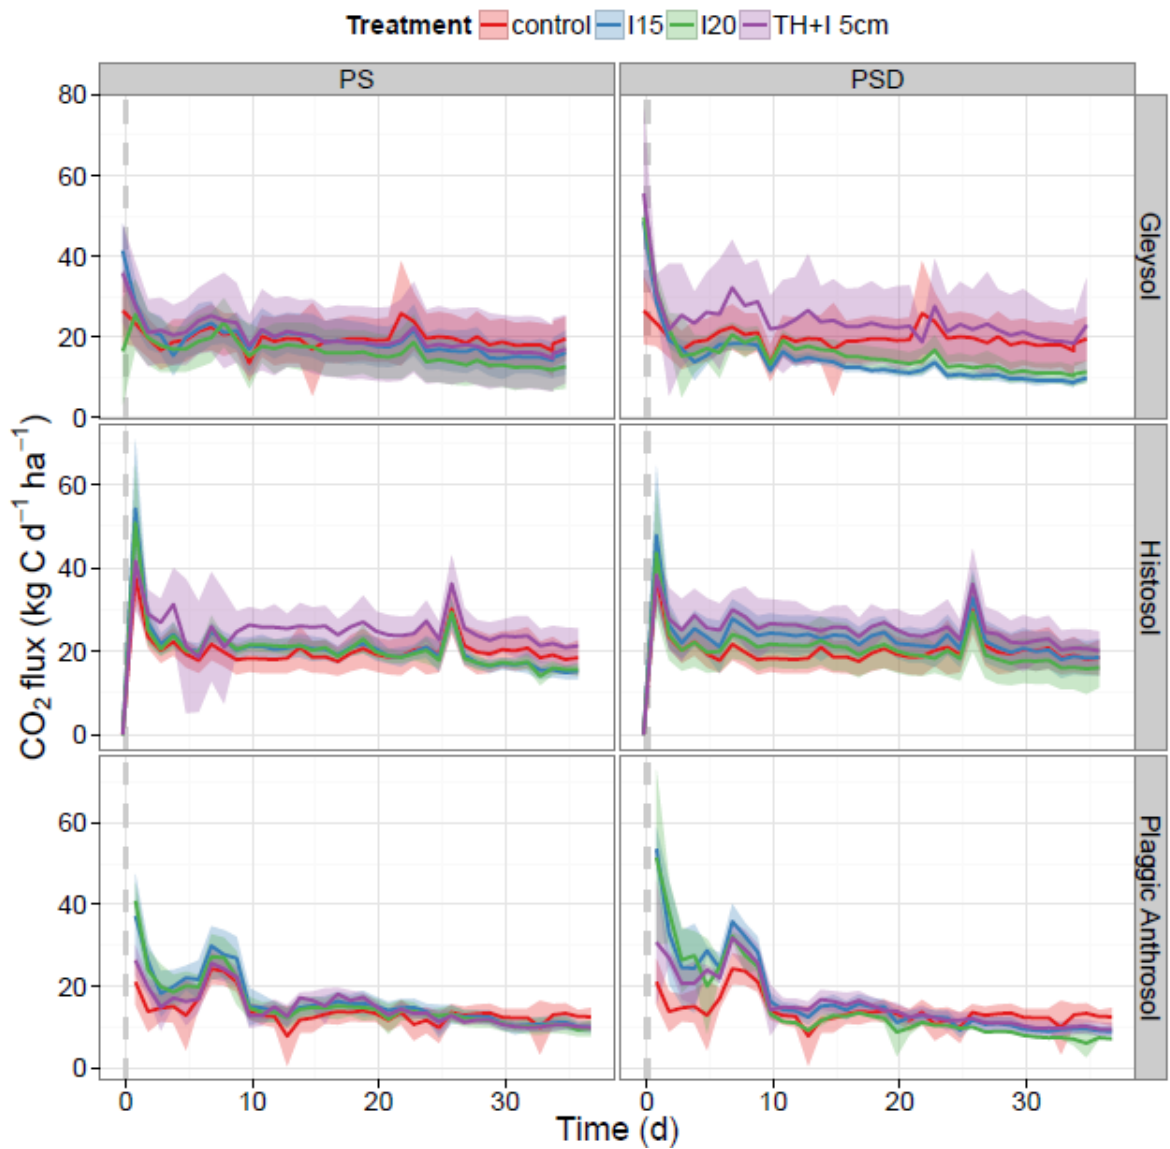 Treatment control I15 I20 TH+I 5cm
PS PSD
80
60
40
20
0
Gleysol
60
40
20
0
Histosol
60
40
20
0
Plaggic Anthrosol
CO₂ flux (kg C d⁻¹ ha⁻¹)
0 10 20 30 0 10 20 30
Time (d)